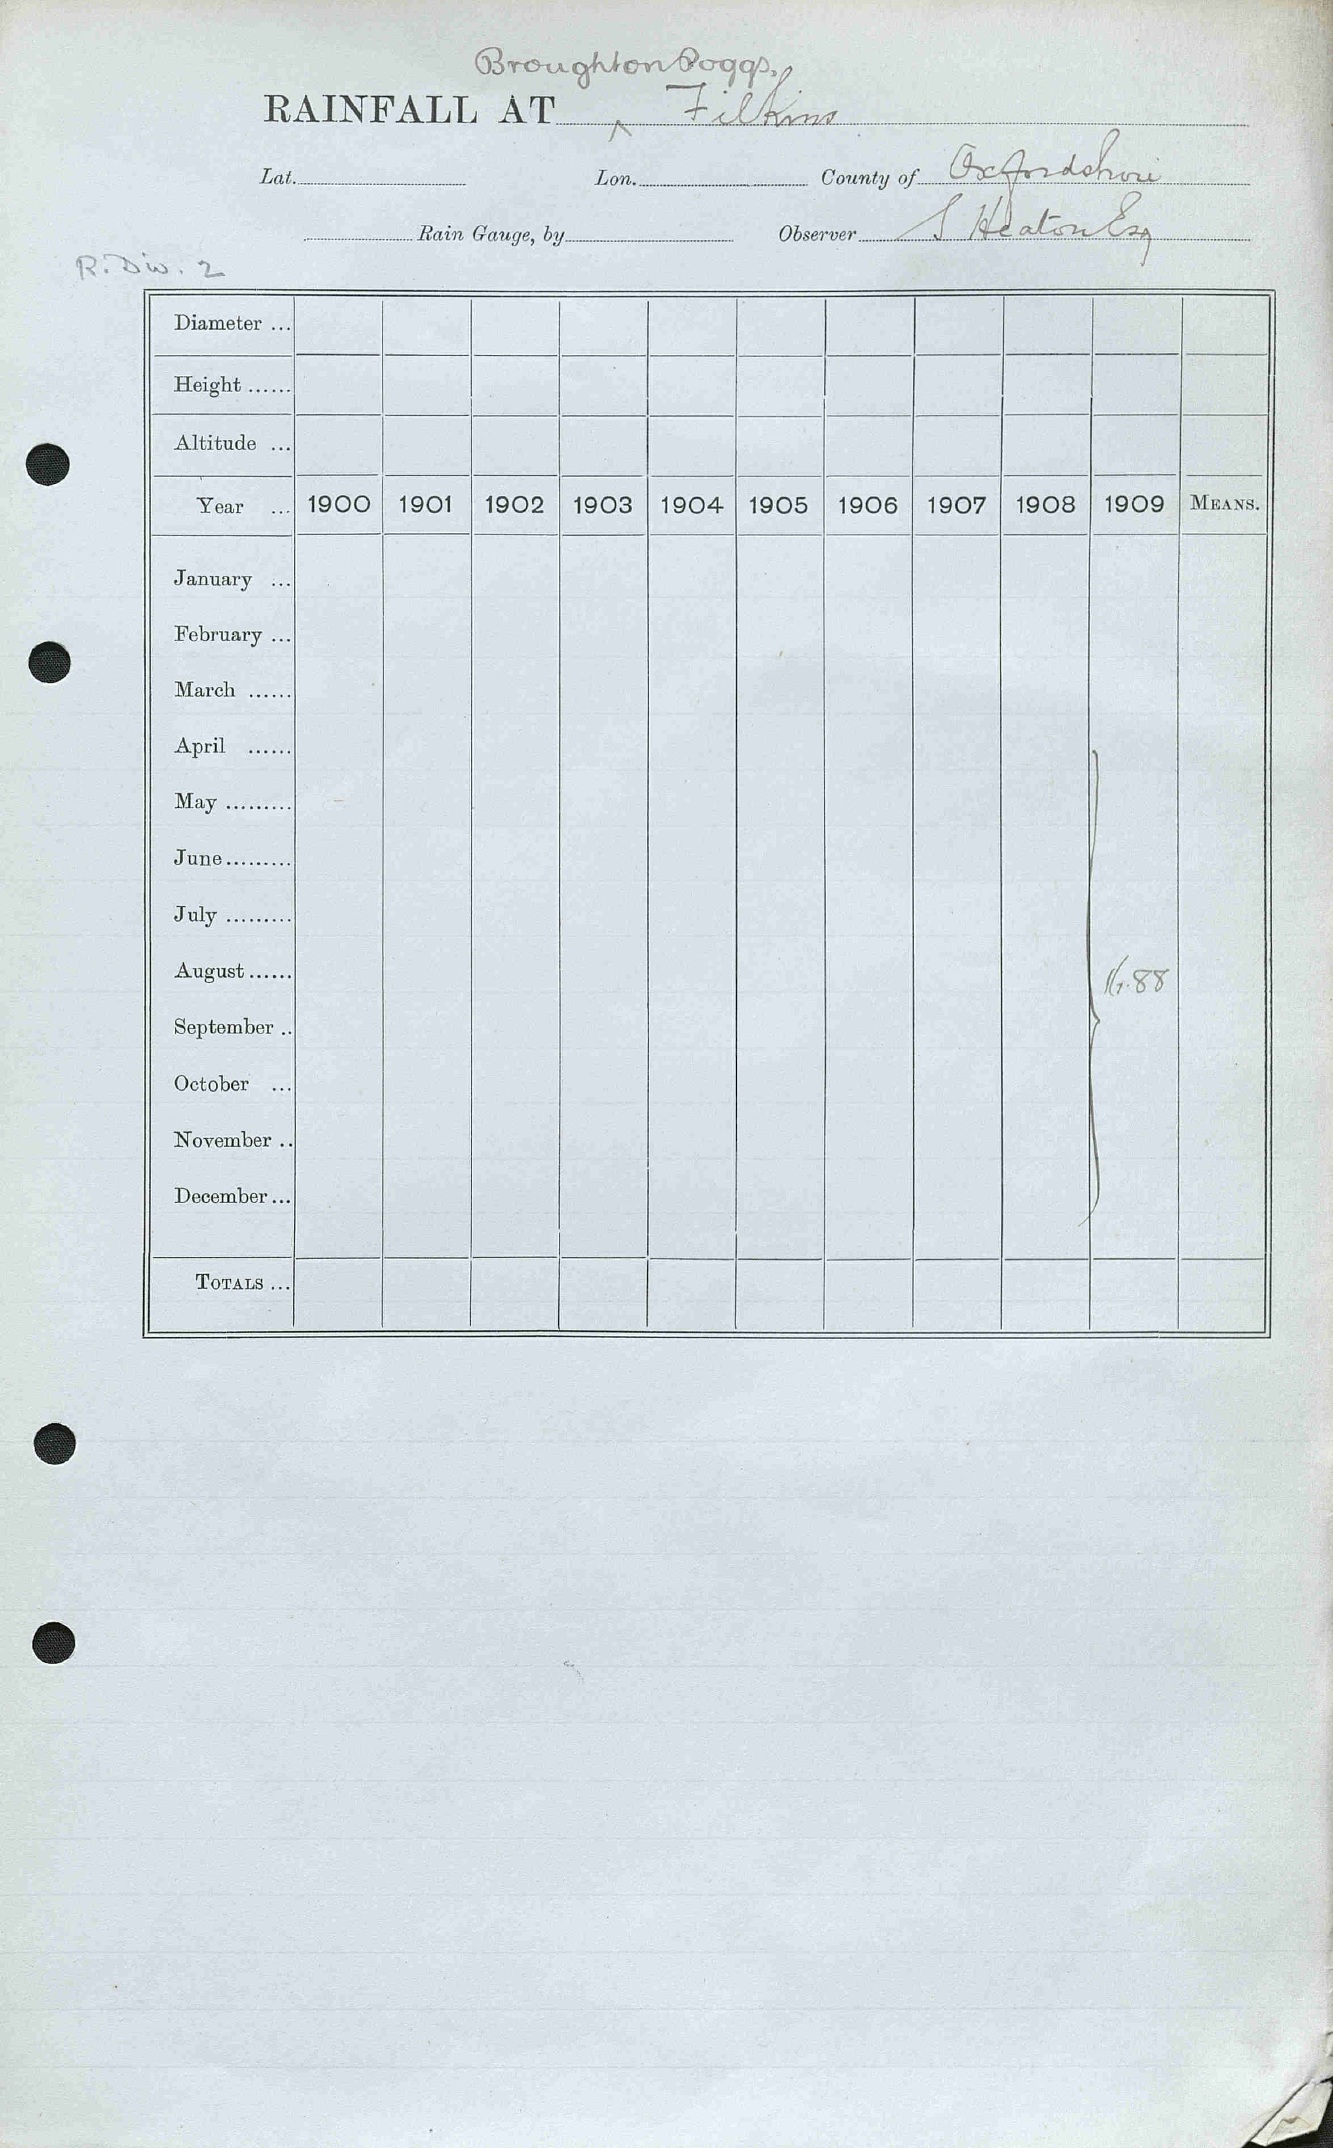 Broughton Poggs,
RAINFALL AT ‸ Filkins
Lat. Lon. County of Oxfordshire
Rain Gauge, by Observer S Heaton Esq
R. Div. 2
Diameter ...
Height ......
Altitude ...
Year ... 1900 1901 1902 1903 1904 1905 1906 1907 1908 1909 MEANS.
January ...
February ...
March ......
April ......
May .........
June .........
July .........
August ......
September ..
October ...
November ..
December ...
TOTALS ...